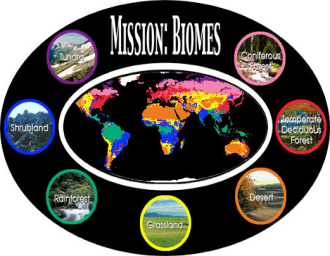 MISSION: BIOMES
Tundra
Coniferous
Forest
Shrubland
Temperate
Deciduous
Forest
Rainforest
Desert
Grassland